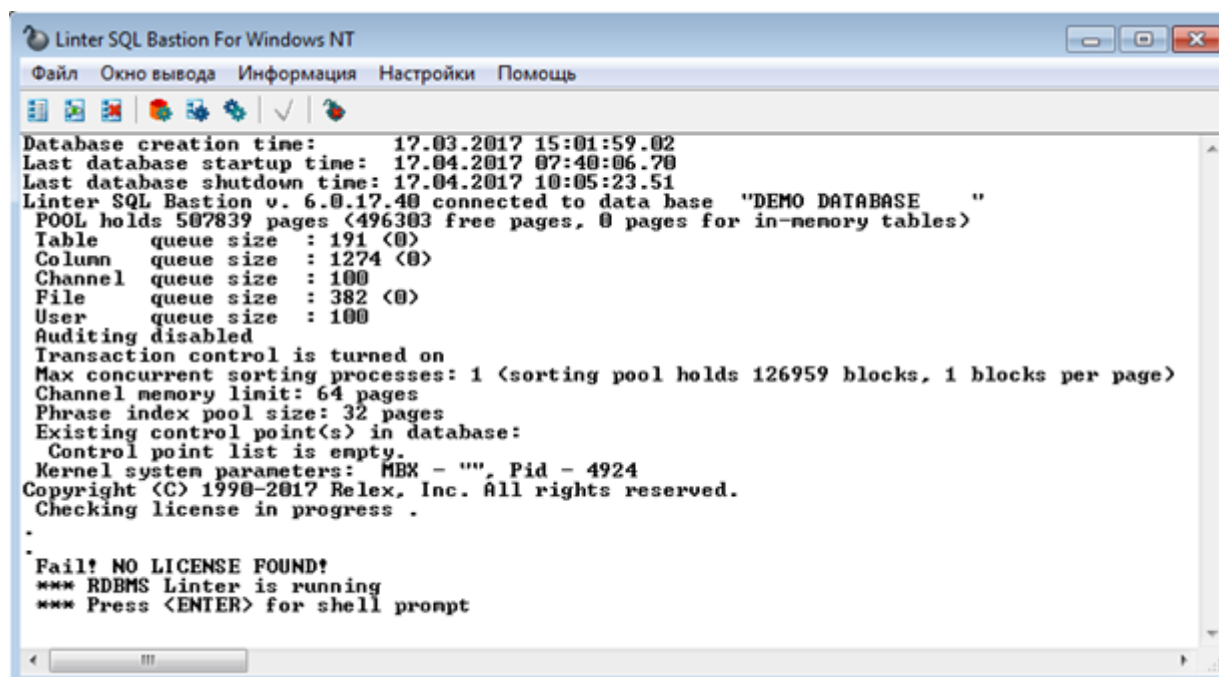 Linter SQL Bastion For Windows NT
Файл Окно вывода Информация Настройки Помощь
Database creation time: 17.03.2017 15:01:59.02
Last database startup time: 17.04.2017 07:40:06.70
Last database shutdown time: 17.04.2017 10:05:23.51
Linter SQL Bastion v. 6.0.17.40 connected to data base "DEMO DATABASE "
POOL holds 507839 pages (496303 free pages, 0 pages for in-memory tables)
Table queue size : 191 (0)
Column queue size : 1274 (0)
Channel queue size : 100
File queue size : 382 (0)
User queue size : 100
Auditing disabled
Transaction control is turned on
Max concurrent sorting processes: 1 (sorting pool holds 126959 blocks, 1 blocks per page)
Channel memory limit: 64 pages
Phrase index pool size: 32 pages
Existing control point(s) in database:
Control point list is empty.
Kernel system parameters: MBX - "", Pid - 4924
Copyright (C) 1990-2017 Relex, Inc. All rights reserved.
Checking license in progress .
.
.
Fail! NO LICENSE FOUND!
*** RDBMS Linter is running
*** Press <ENTER> for shell prompt